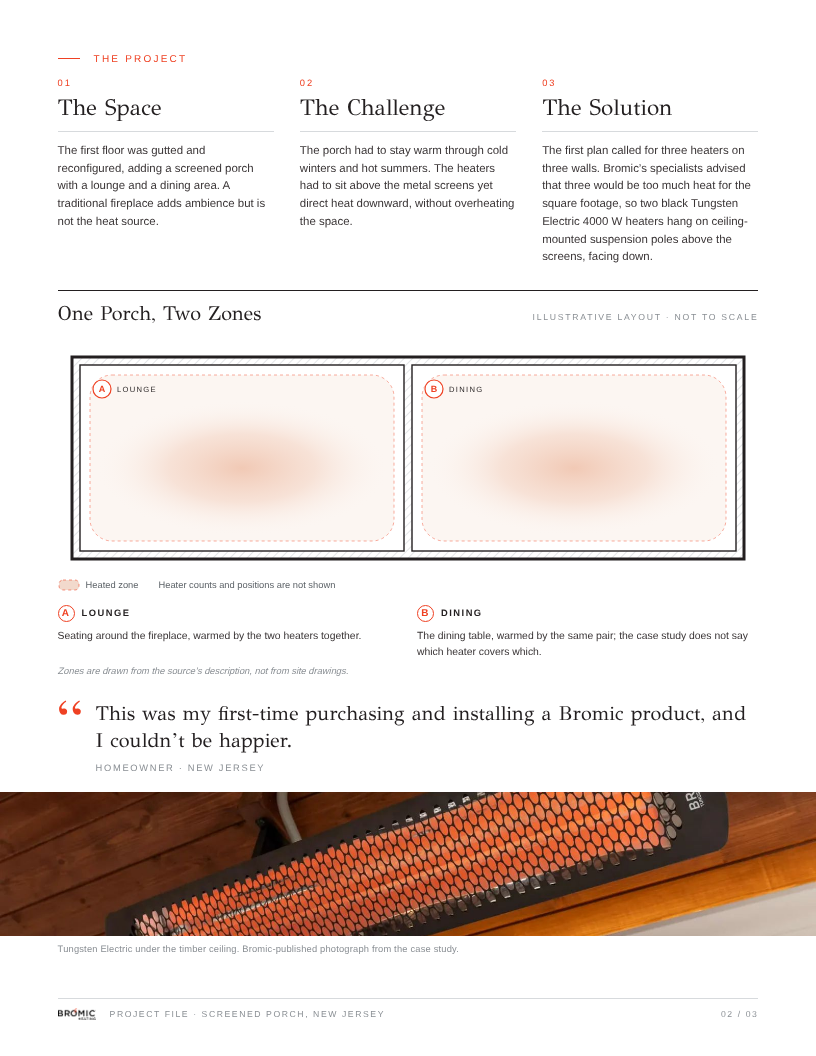 THE PROJECT
01
The Space
The first floor was gutted and
reconfigured, adding a screened porch
with a lounge and a dining area. A
traditional fireplace adds ambience but is
not the heat source.
02
The Challenge
The porch had to stay warm through cold
winters and hot summers. The heaters
had to sit above the metal screens yet
direct heat downward, without overheating
the space.
03
The Solution
The first plan called for three heaters on
three walls. Bromic's specialists advised
that three would be too much heat for the
square footage, so two black Tungsten
Electric 4000 W heaters hang on ceiling-
mounted suspension poles above the
screens, facing down.
One Porch, Two Zones
ILLUSTRATIVE LAYOUT · NOT TO SCALE
A LOUNGE
B DINING
Heated zone Heater counts and positions are not shown
A LOUNGE
Seating around the fireplace, warmed by the two heaters together.
B DINING
The dining table, warmed by the same pair; the case study does not say
which heater covers which.
Zones are drawn from the source's description, not from site drawings.
“ This was my first-time purchasing and installing a Bromic product, and
I couldn't be happier.
HOMEOWNER · NEW JERSEY
BR
Tungsten Electric under the timber ceiling. Bromic-published photograph from the case study.
BROMIC
HEATING
PROJECT FILE · SCREENED PORCH, NEW JERSEY
02 / 03